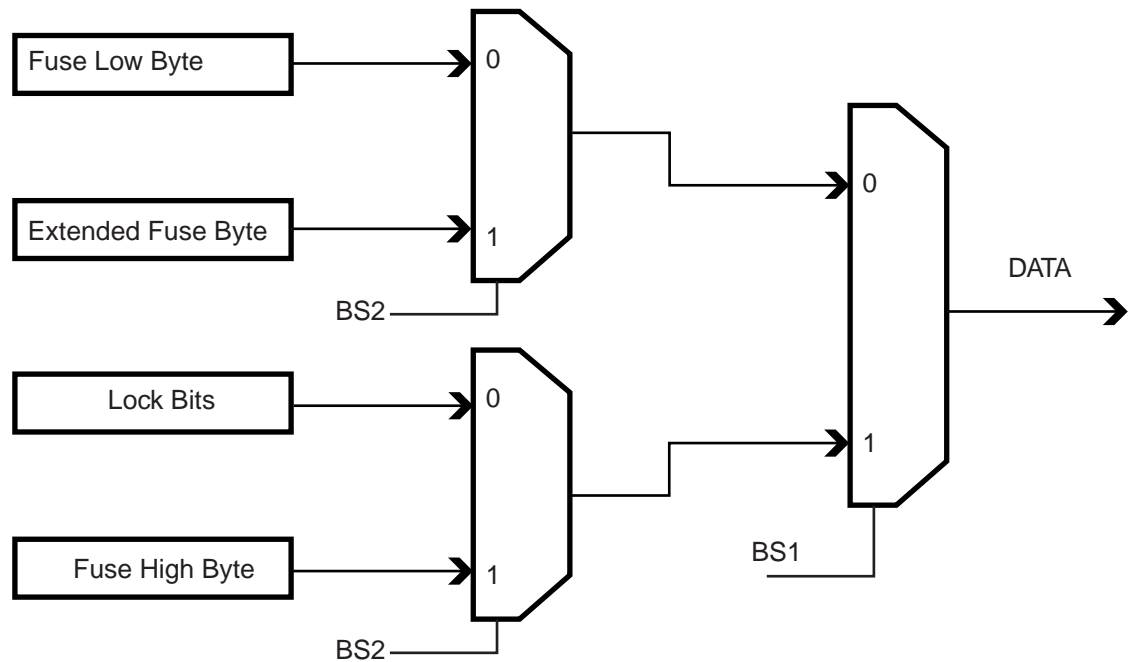 Fuse Low Byte
0
Extended Fuse Byte
1
BS2
0
1
DATA
Lock Bits
0
Fuse High Byte
1
BS2
BS1